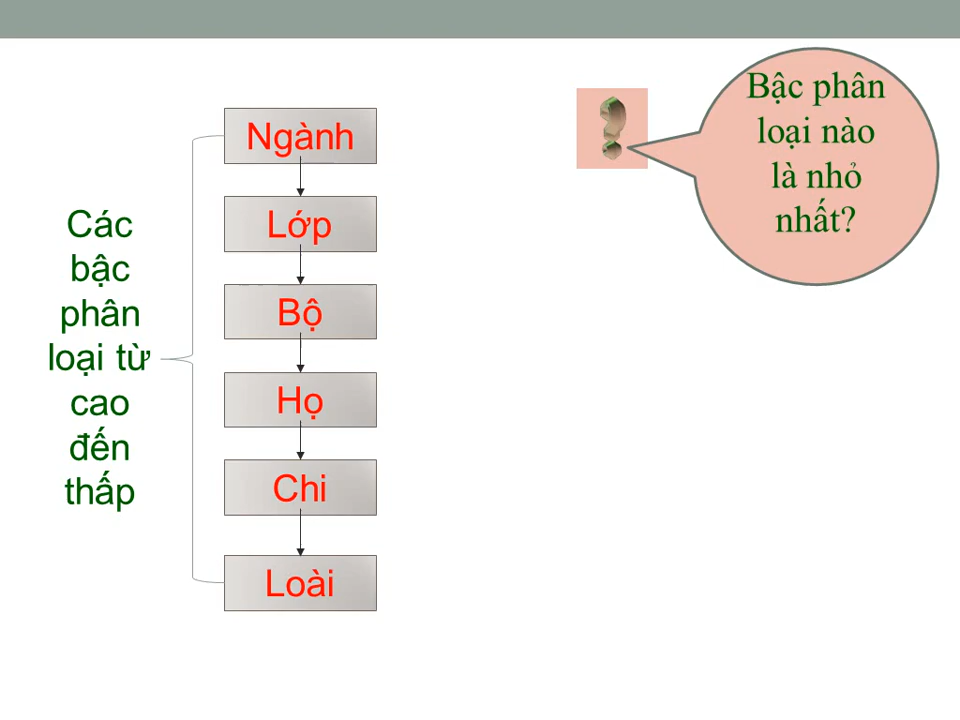 Các
bậc
phân
loại từ
cao
đến
thấp
Ngành
Lớp
Bộ
Họ
Chi
Loài
Bậc phân
loại nào
là nhỏ
nhất?